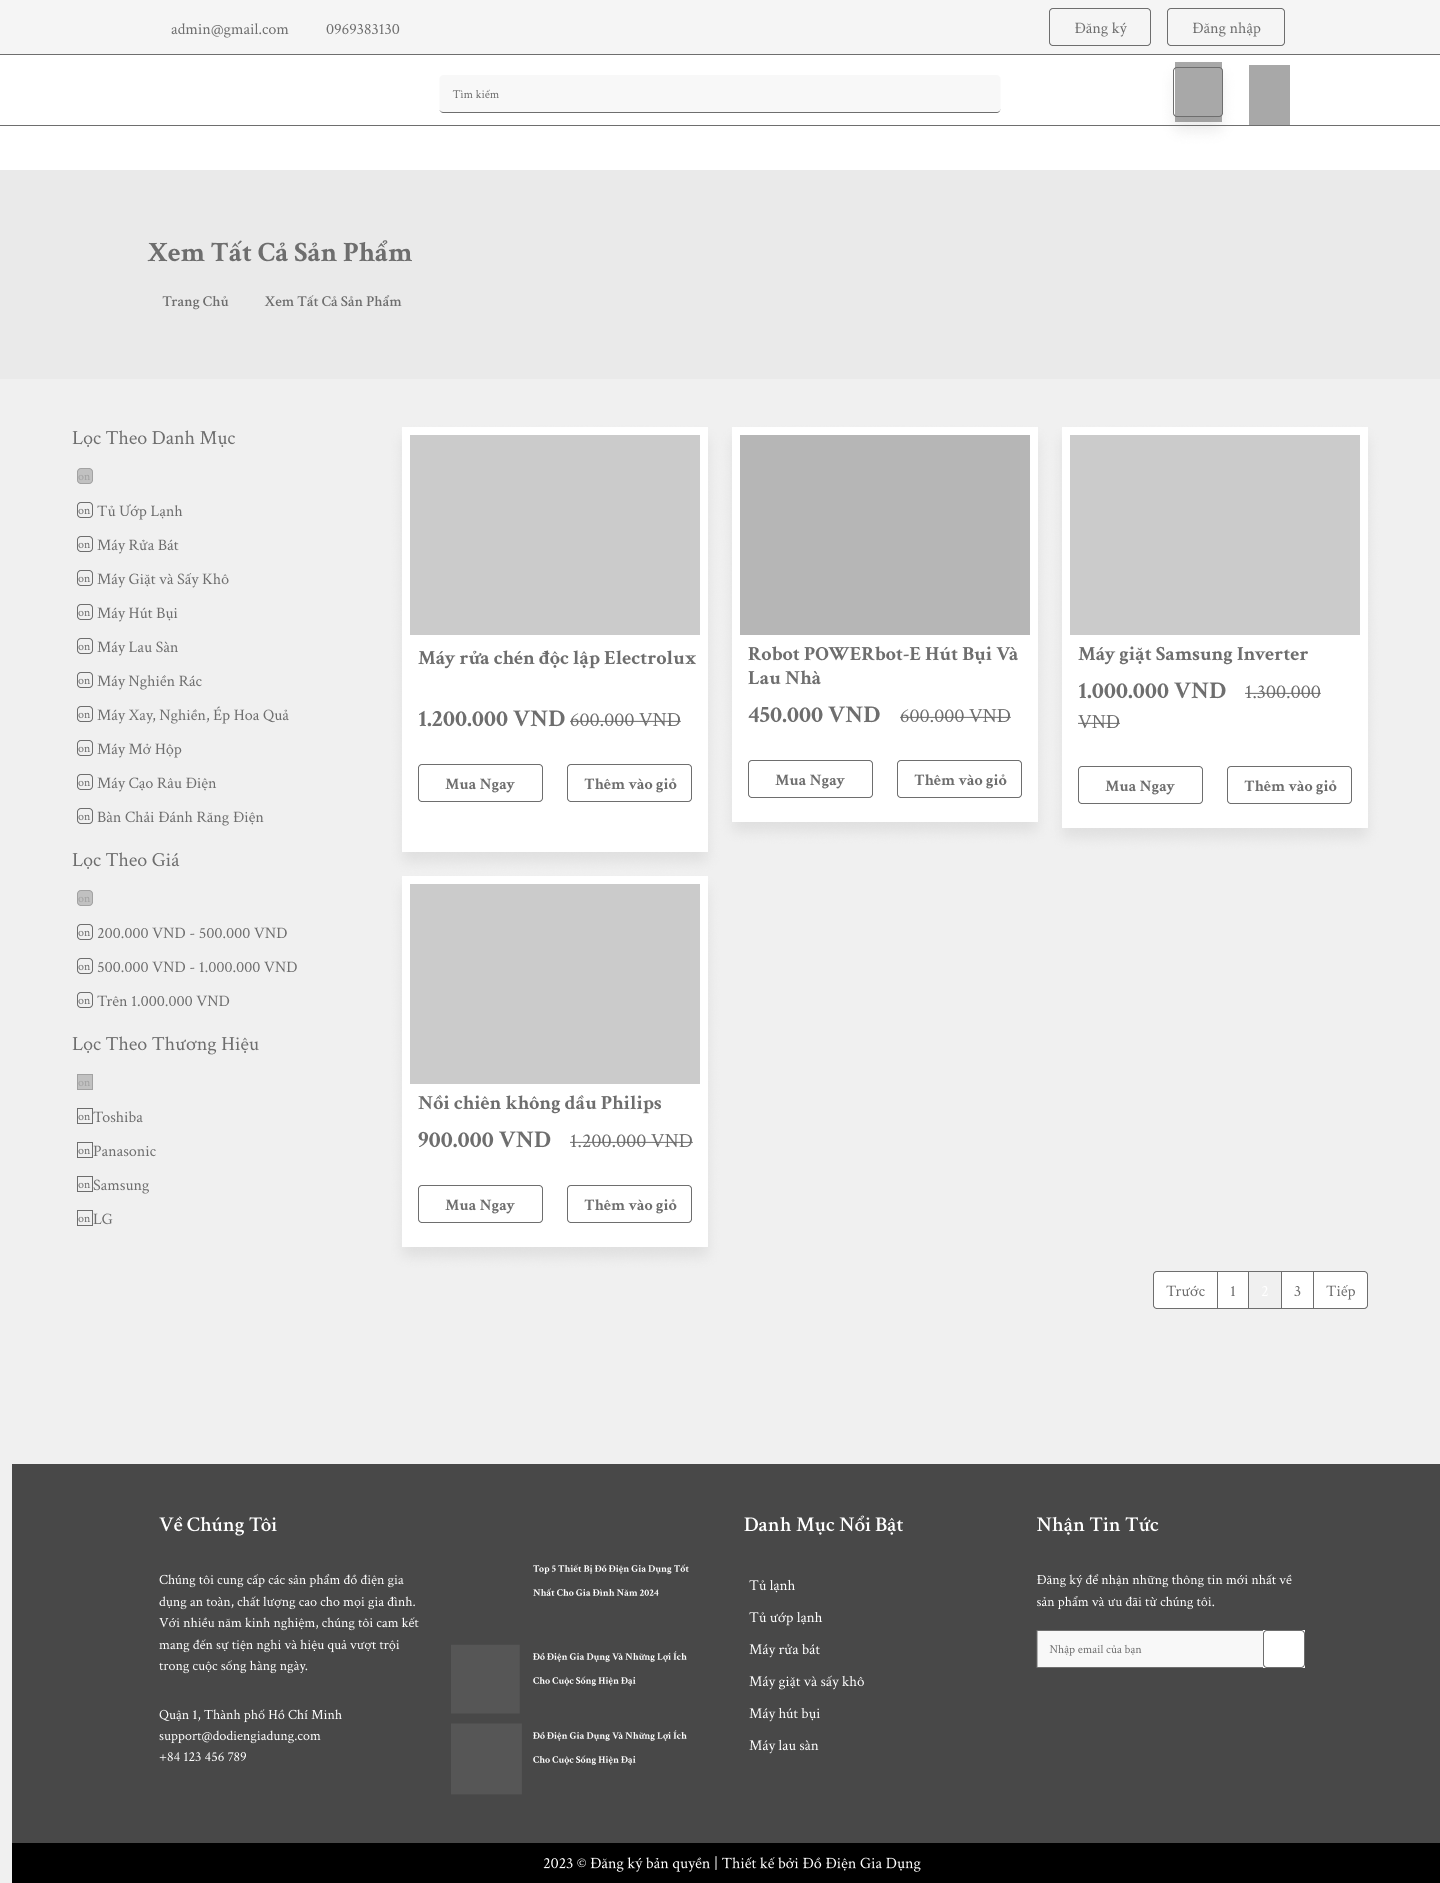 admin@gmail.com
0969383130
Đăng ký
Đăng nhập
Tìm kiếm
Xem Tất Cả Sản Phẩm
Trang Chủ
Xem Tất Cả Sản Phẩm
Lọc Theo Danh Mục
on
on Tủ Ướp Lạnh
on Máy Rửa Bát
on Máy Giặt và Sấy Khô
on Máy Hút Bụi
on Máy Lau Sàn
on Máy Nghiền Rác
on Máy Xay, Nghiền, Ép Hoa Quả
on Máy Mở Hộp
on Máy Cạo Râu Điện
on Bàn Chải Đánh Răng Điện
Lọc Theo Giá
on
on 200.000 VND - 500.000 VND
on 500.000 VND - 1.000.000 VND
on Trên 1.000.000 VND
Lọc Theo Thương Hiệu
on
on Toshiba
on Panasonic
on Samsung
on LG
Máy rửa chén độc lập Electrolux
1.200.000 VND 600.000 VND
Mua Ngay
Thêm vào giỏ
Robot POWERbot-E Hút Bụi Và
Lau Nhà
450.000 VND 600.000 VND
Mua Ngay
Thêm vào giỏ
Máy giặt Samsung Inverter
1.000.000 VND 1.300.000
VND
Mua Ngay
Thêm vào giỏ
Nồi chiên không dầu Philips
900.000 VND 1.200.000 VND
Mua Ngay
Thêm vào giỏ
Trước 1 2 3 Tiếp
Về Chúng Tôi
Chúng tôi cung cấp các sản phẩm đồ điện gia
dụng an toàn, chất lượng cao cho mọi gia đình.
Với nhiều năm kinh nghiệm, chúng tôi cam kết
mang đến sự tiện nghi và hiệu quả vượt trội
trong cuộc sống hàng ngày.
Quận 1, Thành phố Hồ Chí Minh
support@dodiengiadung.com
+84 123 456 789
Top 5 Thiết Bị Đồ Điện Gia Dụng Tốt
Nhất Cho Gia Đình Năm 2024
Đồ Điện Gia Dụng Và Những Lợi Ích
Cho Cuộc Sống Hiện Đại
Đồ Điện Gia Dụng Và Những Lợi Ích
Cho Cuộc Sống Hiện Đại
Danh Mục Nổi Bật
Tủ lạnh
Tủ ướp lạnh
Máy rửa bát
Máy giặt và sấy khô
Máy hút bụi
Máy lau sàn
Nhận Tin Tức
Đăng ký để nhận những thông tin mới nhất về
sản phẩm và ưu đãi từ chúng tôi.
Nhập email của bạn
2023 © Đăng ký bản quyền | Thiết kế bởi Đồ Điện Gia Dụng